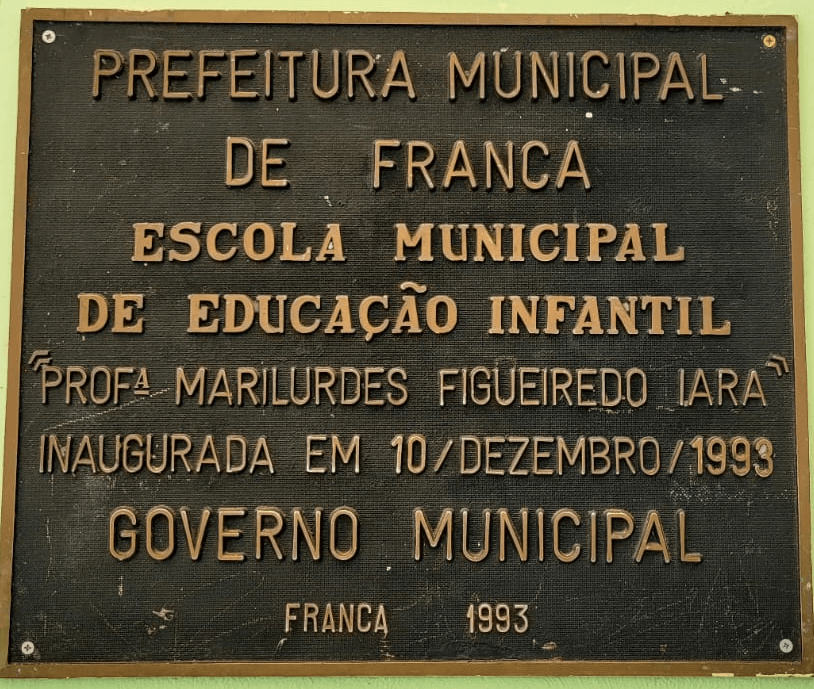 PREFEITURA MUNICIPAL
DE FRANCA
ESCOLA MUNICIPAL
DE EDUCAÇÃO INFANTIL
"PROFª MARILURDES FIGUEIREDO IARA"
INAUGURADA EM 10/DEZEMBRO/1993
GOVERNO MUNICIPAL
FRANCA 1993